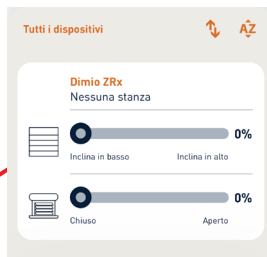 Tutti i dispositivi
AZ
Dimio ZRx
Nessuna stanza
0%
Inclina in basso Inclina in alto
0%
Chiuso Aperto